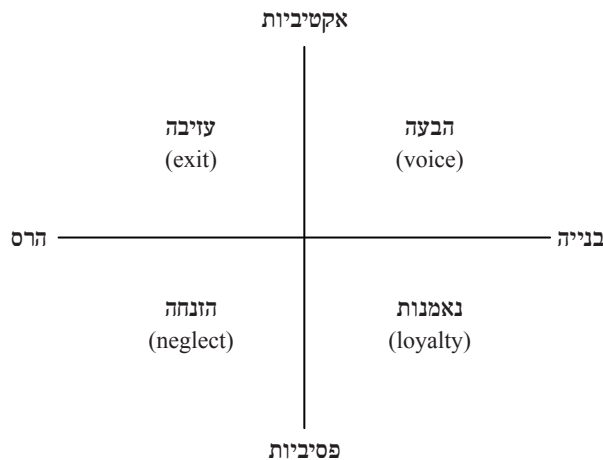 אקטיביות
הבעה
(voice)
עזיבה
(exit)
בנייה
הרס
נאמנות
(loyalty)
הזנחה
(neglect)
פסיביות